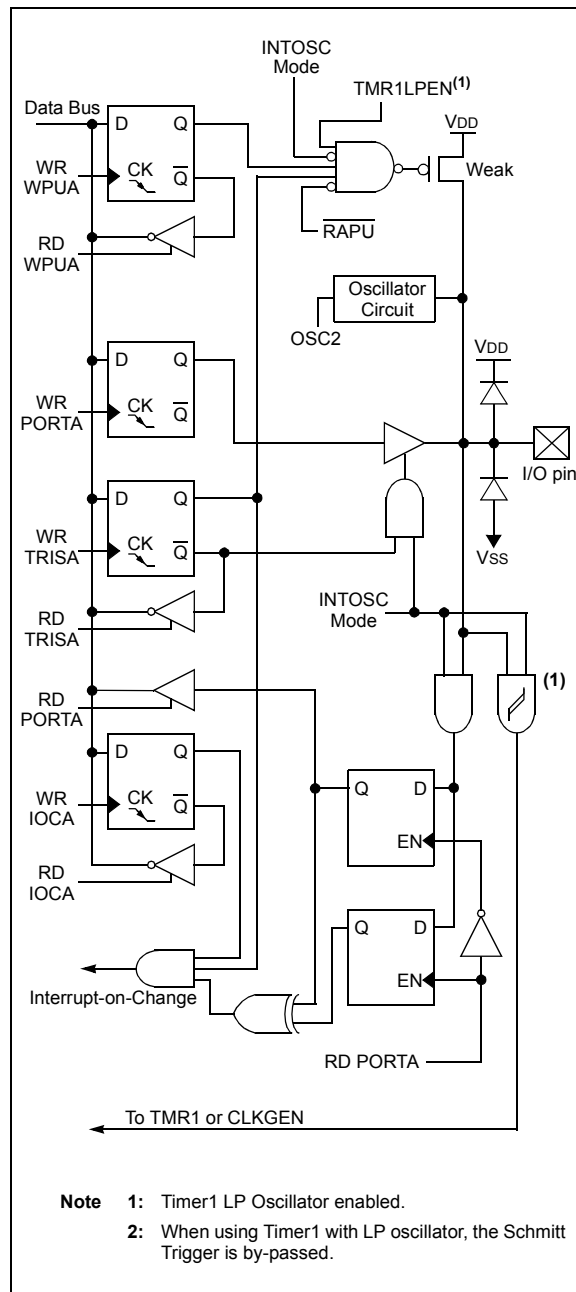 INTOSC
Mode
TMR1LPEN(1)
Data Bus
D Q
VDD
WR
WPUA
CK
Q
Weak
RD
WPUA
RAPU
Oscillator
Circuit
OSC2
D Q
VDD
WR
PORTA
CK
Q
I/O pin
D Q
WR
TRISA
CK
Q
VSS
INTOSC
Mode
RD
TRISA
(1)
RD
PORTA
D Q
WR
IOCA
CK
Q
Q D
EN
RD
IOCA
Q D
EN
Interrupt-on-Change
RD PORTA
To TMR1 or CLKGEN
Note 1: Timer1 LP Oscillator enabled.
2: When using Timer1 with LP oscillator, the Schmitt
Trigger is by-passed.